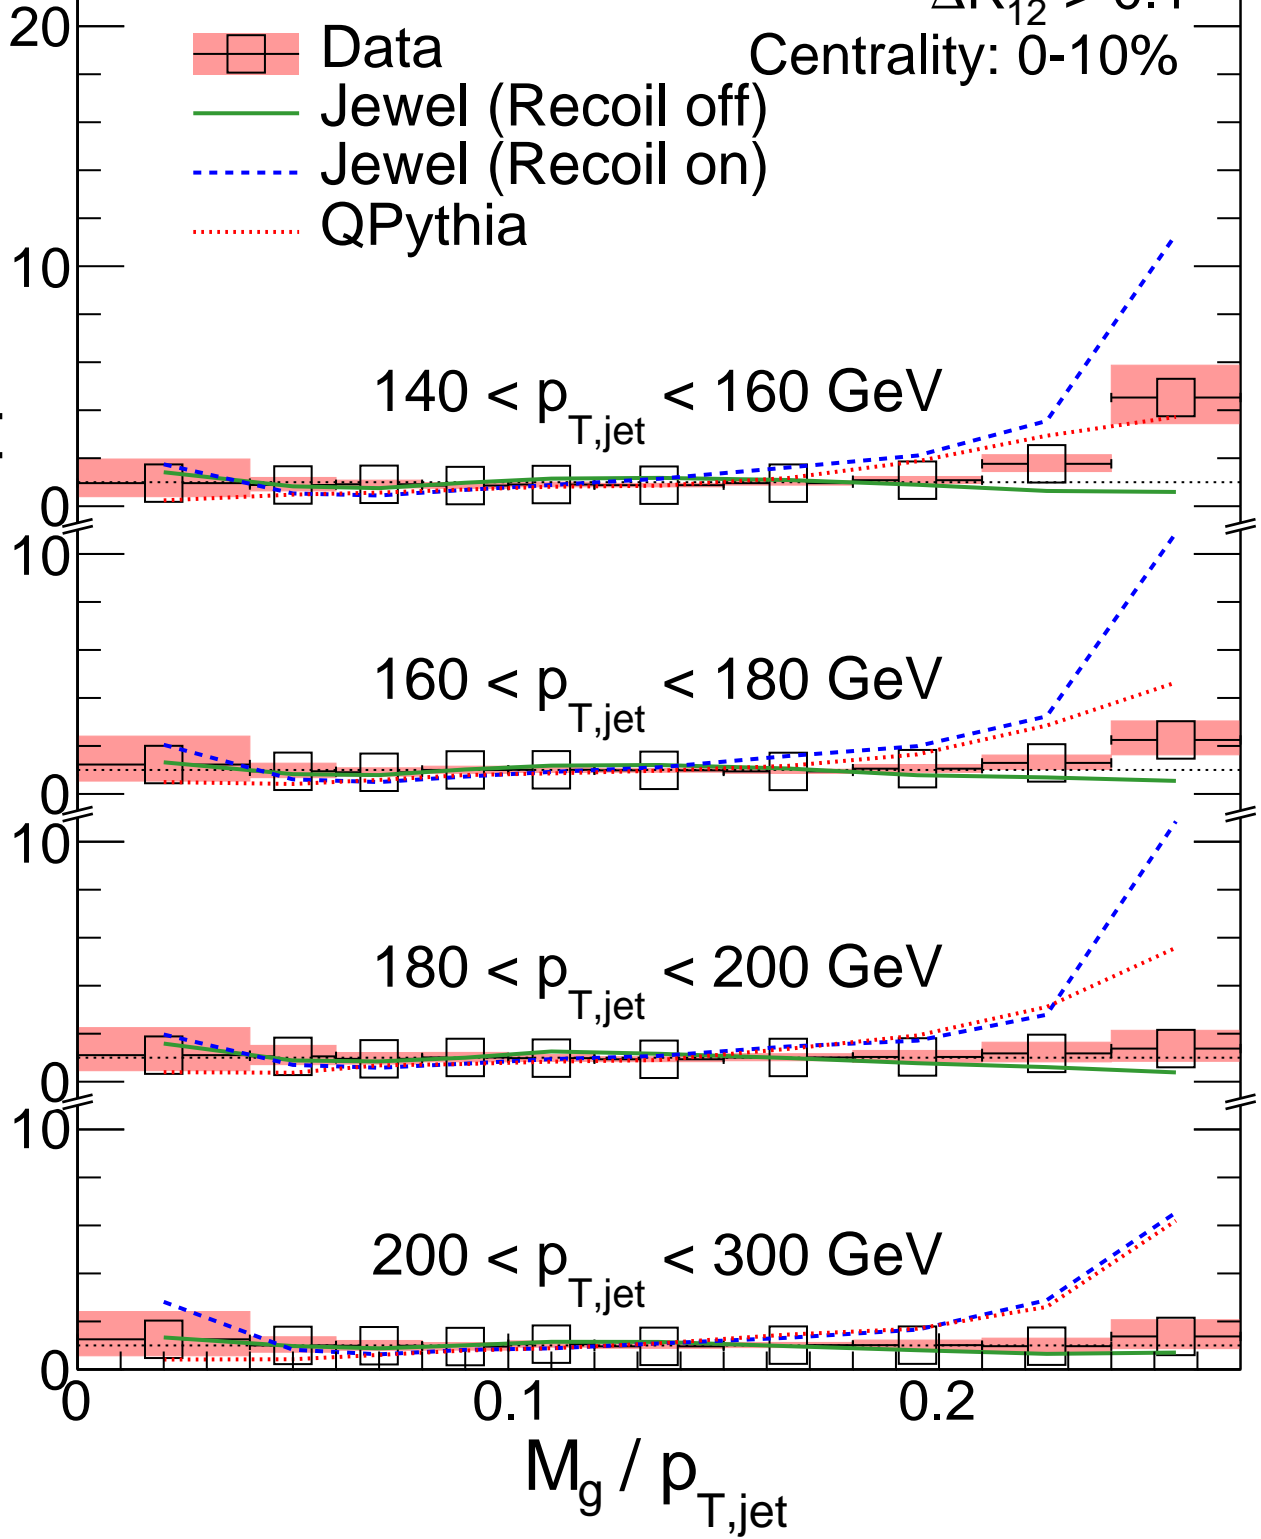 20
Data
Centrality: 0-10%
Jewel (Recoil off)
Jewel (Recoil on)
QPythia
10
140 < p_T,jet < 160 GeV
0
10
160 < p_T,jet < 180 GeV
0
10
180 < p_T,jet < 200 GeV
0
10
200 < p_T,jet < 300 GeV
0
0 0.1 0.2
M_g / p_T,jet